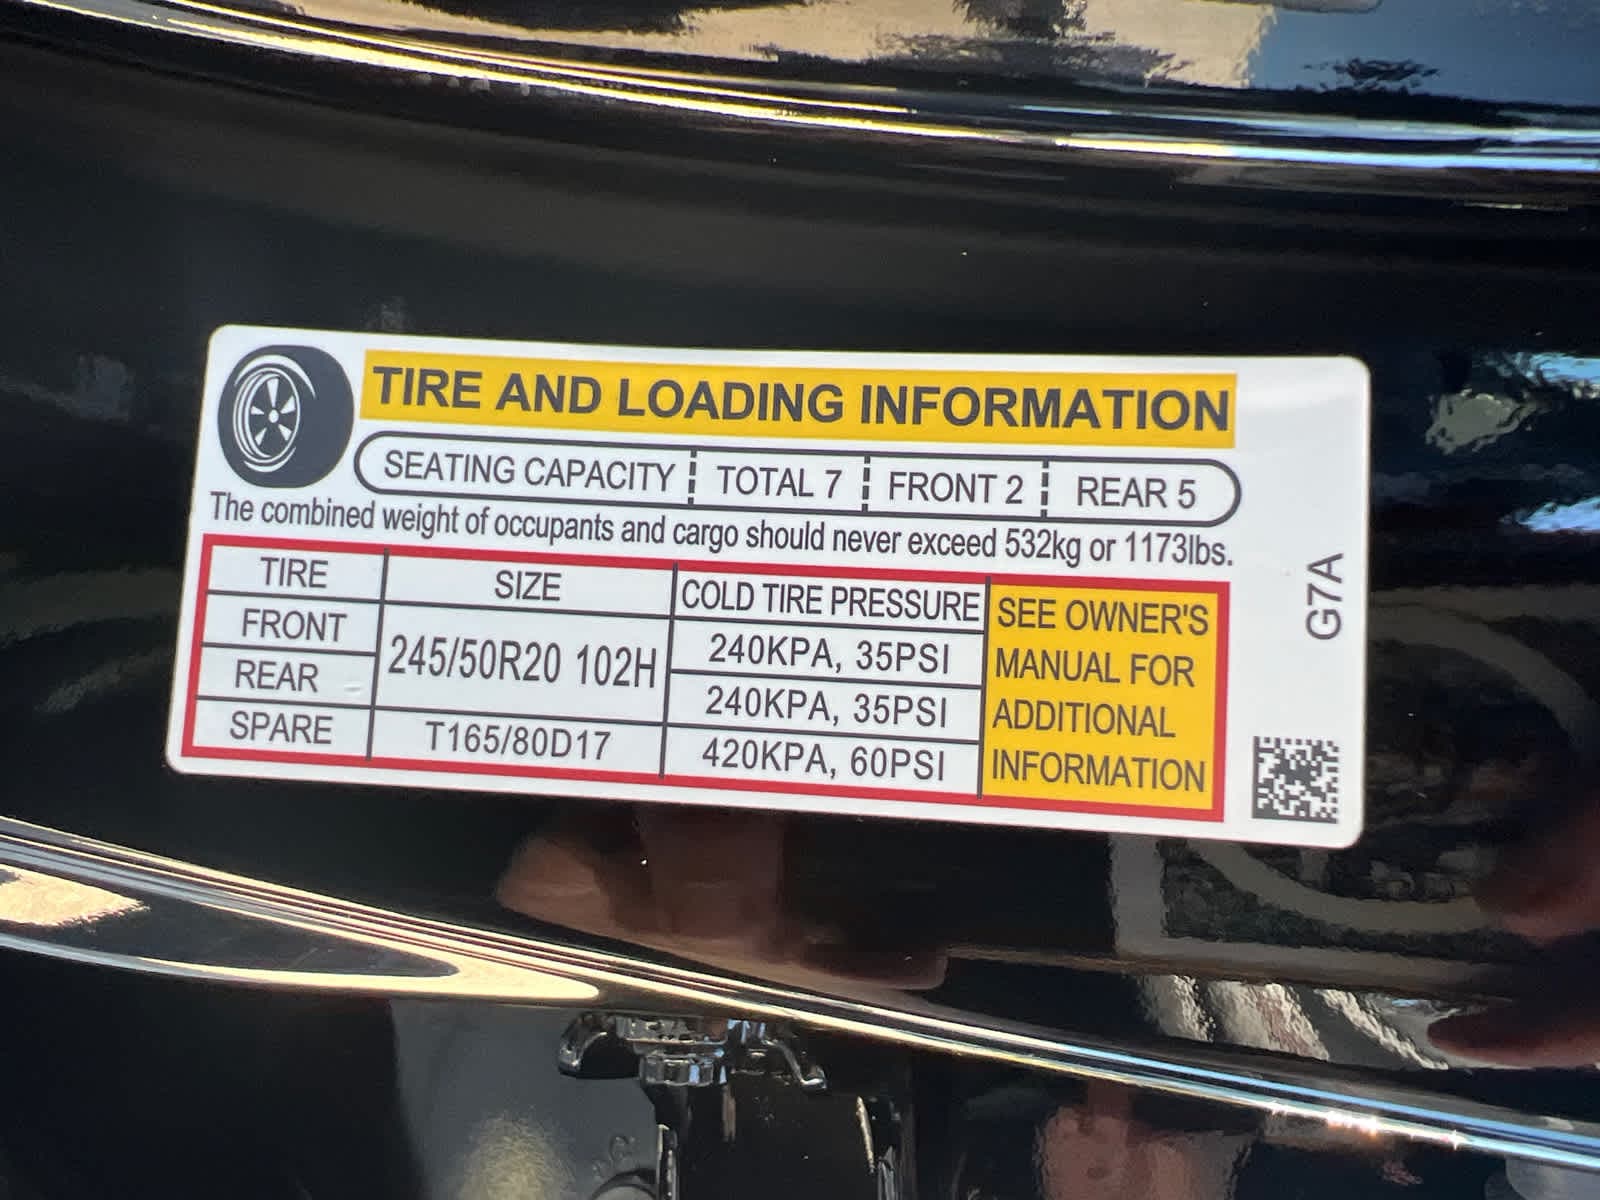 TIRE AND LOADING INFORMATION
SEATING CAPACITY TOTAL 7 FRONT 2 REAR 5
The combined weight of occupants and cargo should never exceed 532kg or 1173lbs.
TIRE SIZE COLD TIRE PRESSURE
FRONT 245/50R20 102H 240KPA, 35PSI
REAR 240KPA, 35PSI
SPARE T165/80D17 420KPA, 60PSI
SEE OWNER'S
MANUAL FOR
ADDITIONAL
INFORMATION
G7A